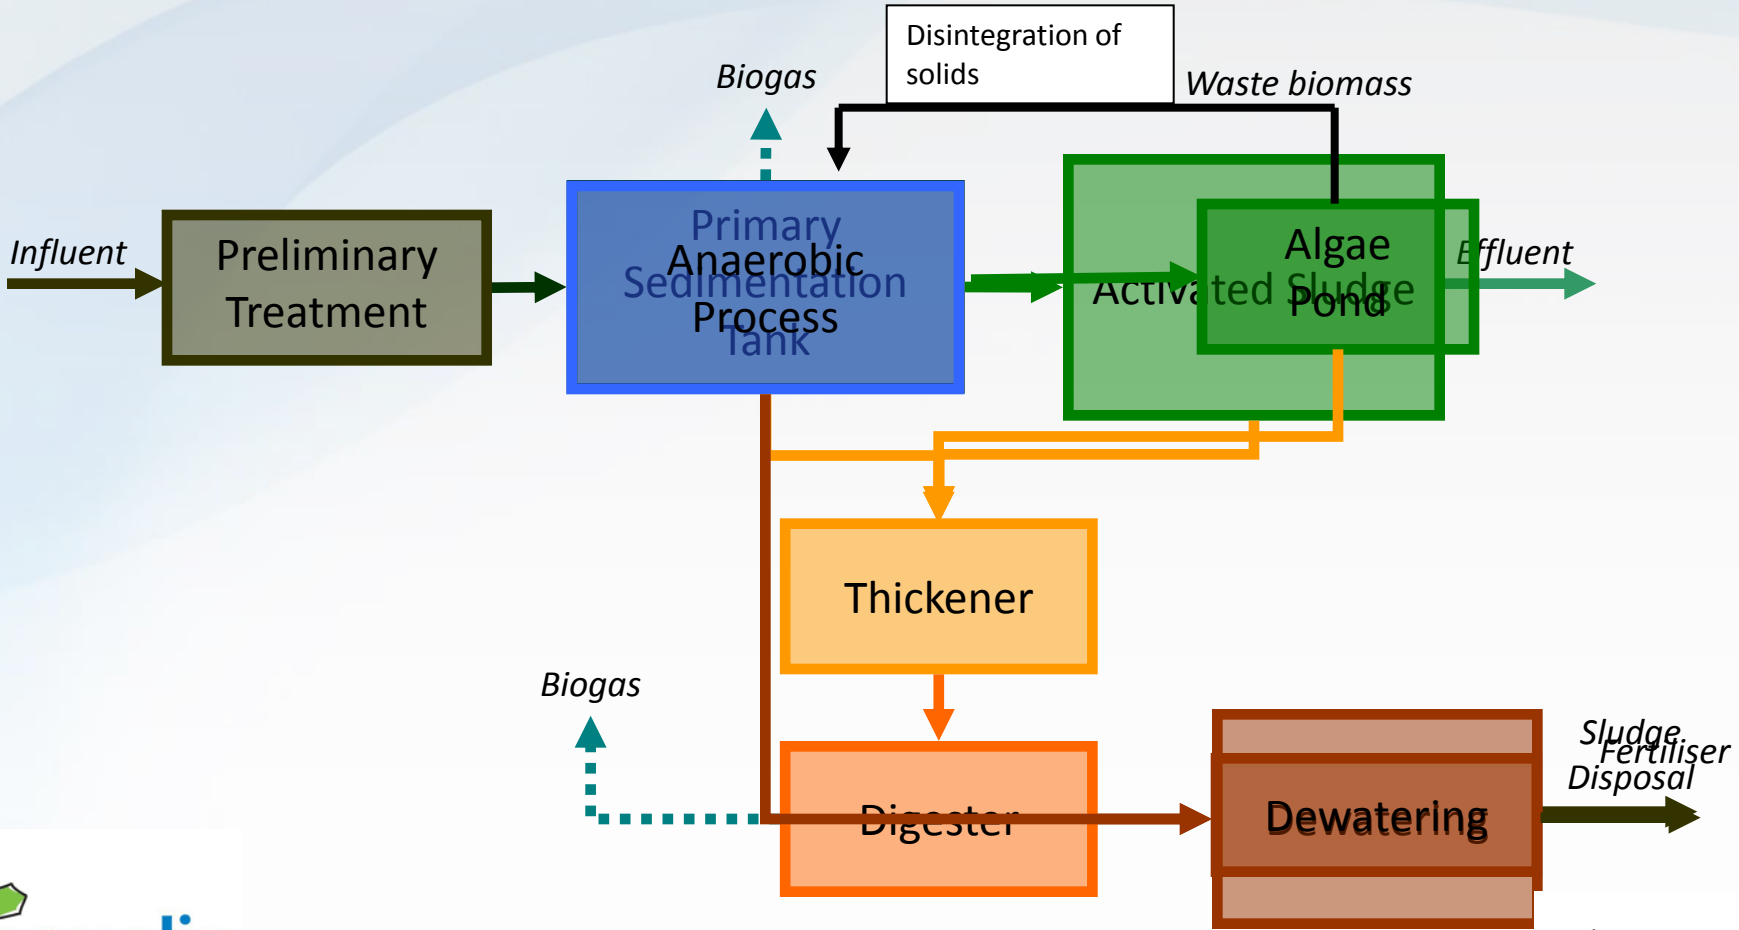 Disintegration of
solids
Biogas
Waste biomass
Influent
Preliminary
Treatment
Primary
Sedimentation
Tank
Anaerobic
Process
Activated Sludge
Algae
Pond
Effluent
Thickener
Biogas
Digester
Dewatering
Dewatering
Sludge
Disposal
Fertiliser